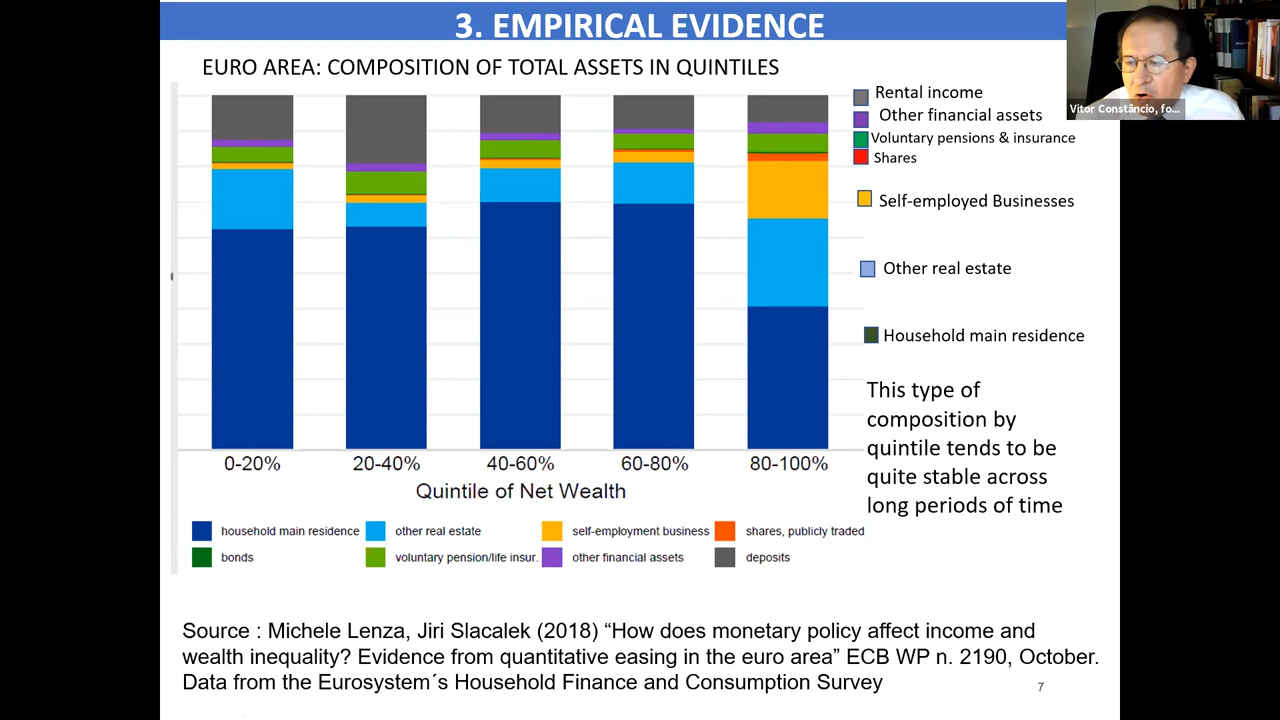 3. EMPIRICAL EVIDENCE
EURO AREA: COMPOSITION OF TOTAL ASSETS IN QUINTILES
Vitor Constâncio, fo...
Rental income
Other financial assets
Voluntary pensions & insurance
Shares
Self-employed Businesses
Other real estate
Household main residence
This type of
composition by
quintile tends to be
quite stable across
long periods of time
0-20% 20-40% 40-60% 60-80% 80-100%
Quintile of Net Wealth
household main residence other real estate self-employment business shares, publicly traded
bonds voluntary pension/life insur. other financial assets deposits
Source : Michele Lenza, Jiri Slacalek (2018) “How does monetary policy affect income and
wealth inequality? Evidence from quantitative easing in the euro area” ECB WP n. 2190, October.
Data from the Eurosystem´s Household Finance and Consumption Survey
7